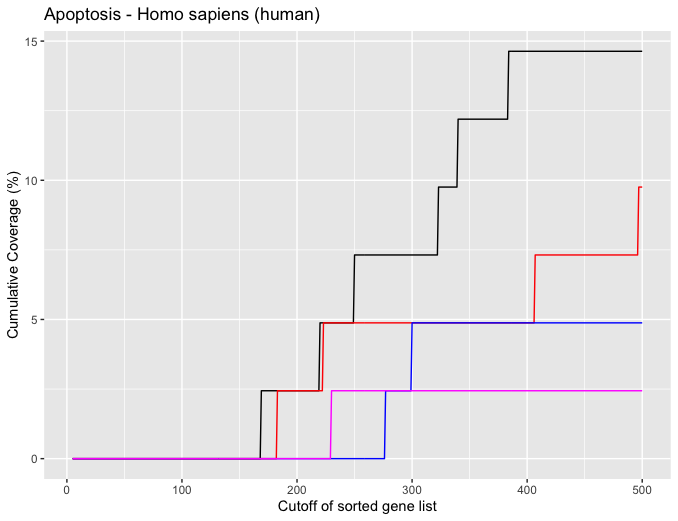 Apoptosis - Homo sapiens (human)
15
10
5
0
Cumulative Coverage (%)
0 100 200 300 400 500
Cutoff of sorted gene list